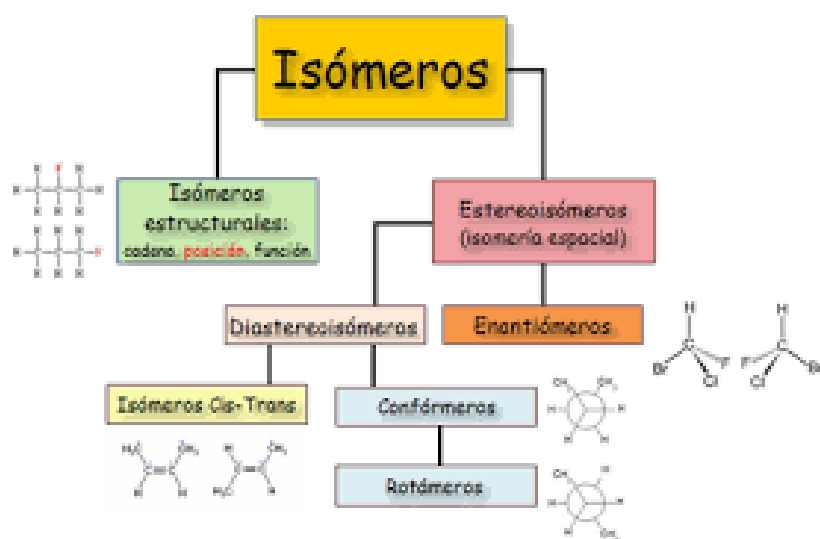 Isómeros
Isómeros
estructurales:
cadena, posición, función
Estereoisómeros
(isomería espacial)
Diastereoisómeros
Enantiómeros
H
C
Br
F
Cl
H
C
F
Br
Cl
Isómeros Cis-Trans
Confórmeros
Rotámeros